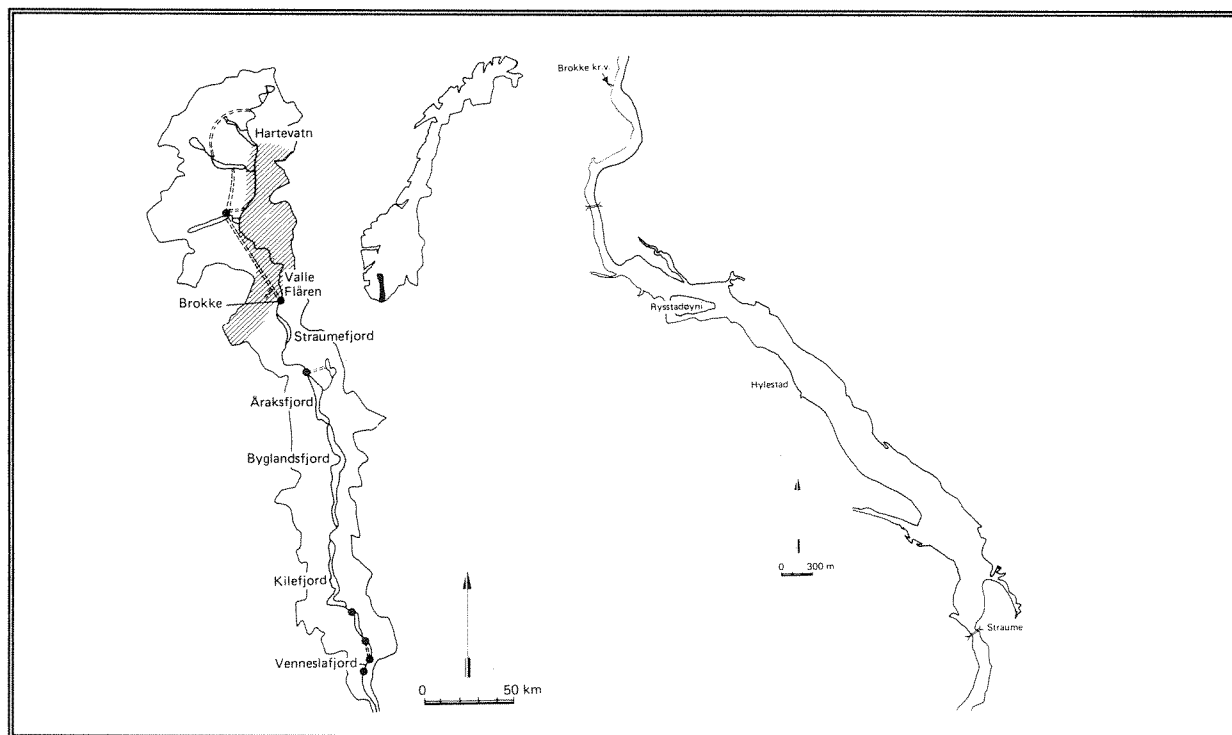 Hartevatn
Valle
Flåren
Brokke
Straumefjord
Åraksfjord
Byglandsfjord
Kilefjord
Venneslafjord
0 50 km
Brokke kr.v.
Rysstadøyni
Hylestad
0 300 m
Straume